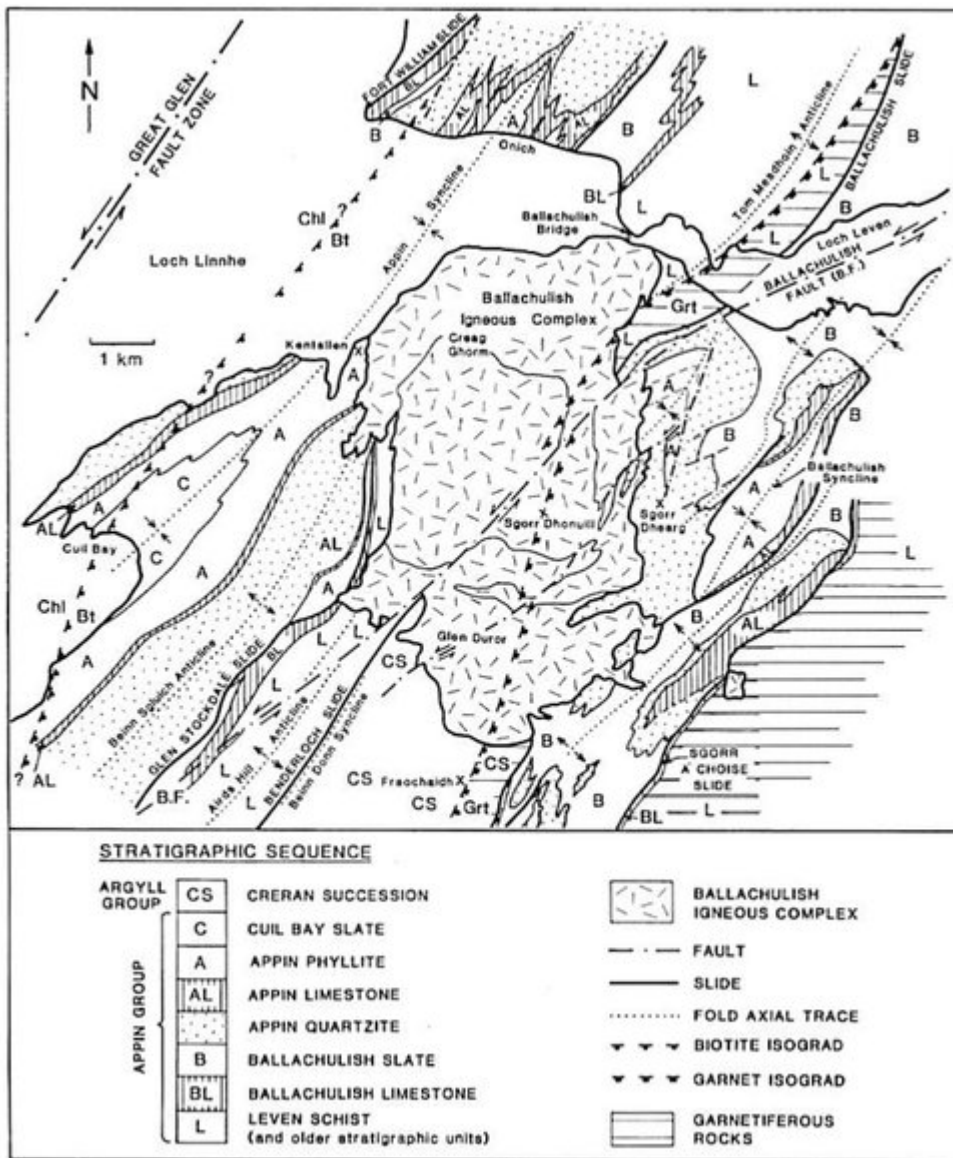 N
GREAT GLEN
FAULT ZONE
FORT WILLIAM SLIDE
BL
AL
B
A
AL
Onich
B
L
BL
L
Tom Meadhoin Anticline
L
BALLACHULISH SLIDE
B
B
L
Chl
?
Bt
Appin Syncline
Ballachulish
Bridge
Loch Linnhe
Loch Leven
BALLACHULISH
FAULT (B.F.)
L
Grt
L
1 km
Ballachulish
Igneous Complex
Creag
Ghorm
Kentallen
x
A
?
A
C
A
AL
Cuil Bay
C
A
AL
L
A
B
B
B
Ballachulish
Syncline
A
A
AL
B
L
Sgorr Dhonuill
x
x
Sgorr
Dhearg
Chl
Bt
A
? AL
Beinn Sgluich Anticline
GLEN STOCKDALE SLIDE
BL
L
L
L
B.F.
Airds Hill Anticline
L
BENDERLOCH SLIDE
Beinn Donn Syncline
CS
Glen Duror
B
AL
B
B
CS
CS
Fraochaidh x
CS
Grt
SGORR
A' CHOISE
SLIDE
BL
L
STRATIGRAPHIC SEQUENCE
ARGYLL
GROUP
CS CRERAN SUCCESSION
APPIN GROUP
C CUIL BAY SLATE
A APPIN PHYLLITE
AL APPIN LIMESTONE
APPIN QUARTZITE
B BALLACHULISH SLATE
BL BALLACHULISH LIMESTONE
L LEVEN SCHIST
(and older stratigraphic units)
BALLACHULISH
IGNEOUS COMPLEX
FAULT
SLIDE
FOLD AXIAL TRACE
BIOTITE ISOGRAD
GARNET ISOGRAD
GARNETIFEROUS
ROCKS